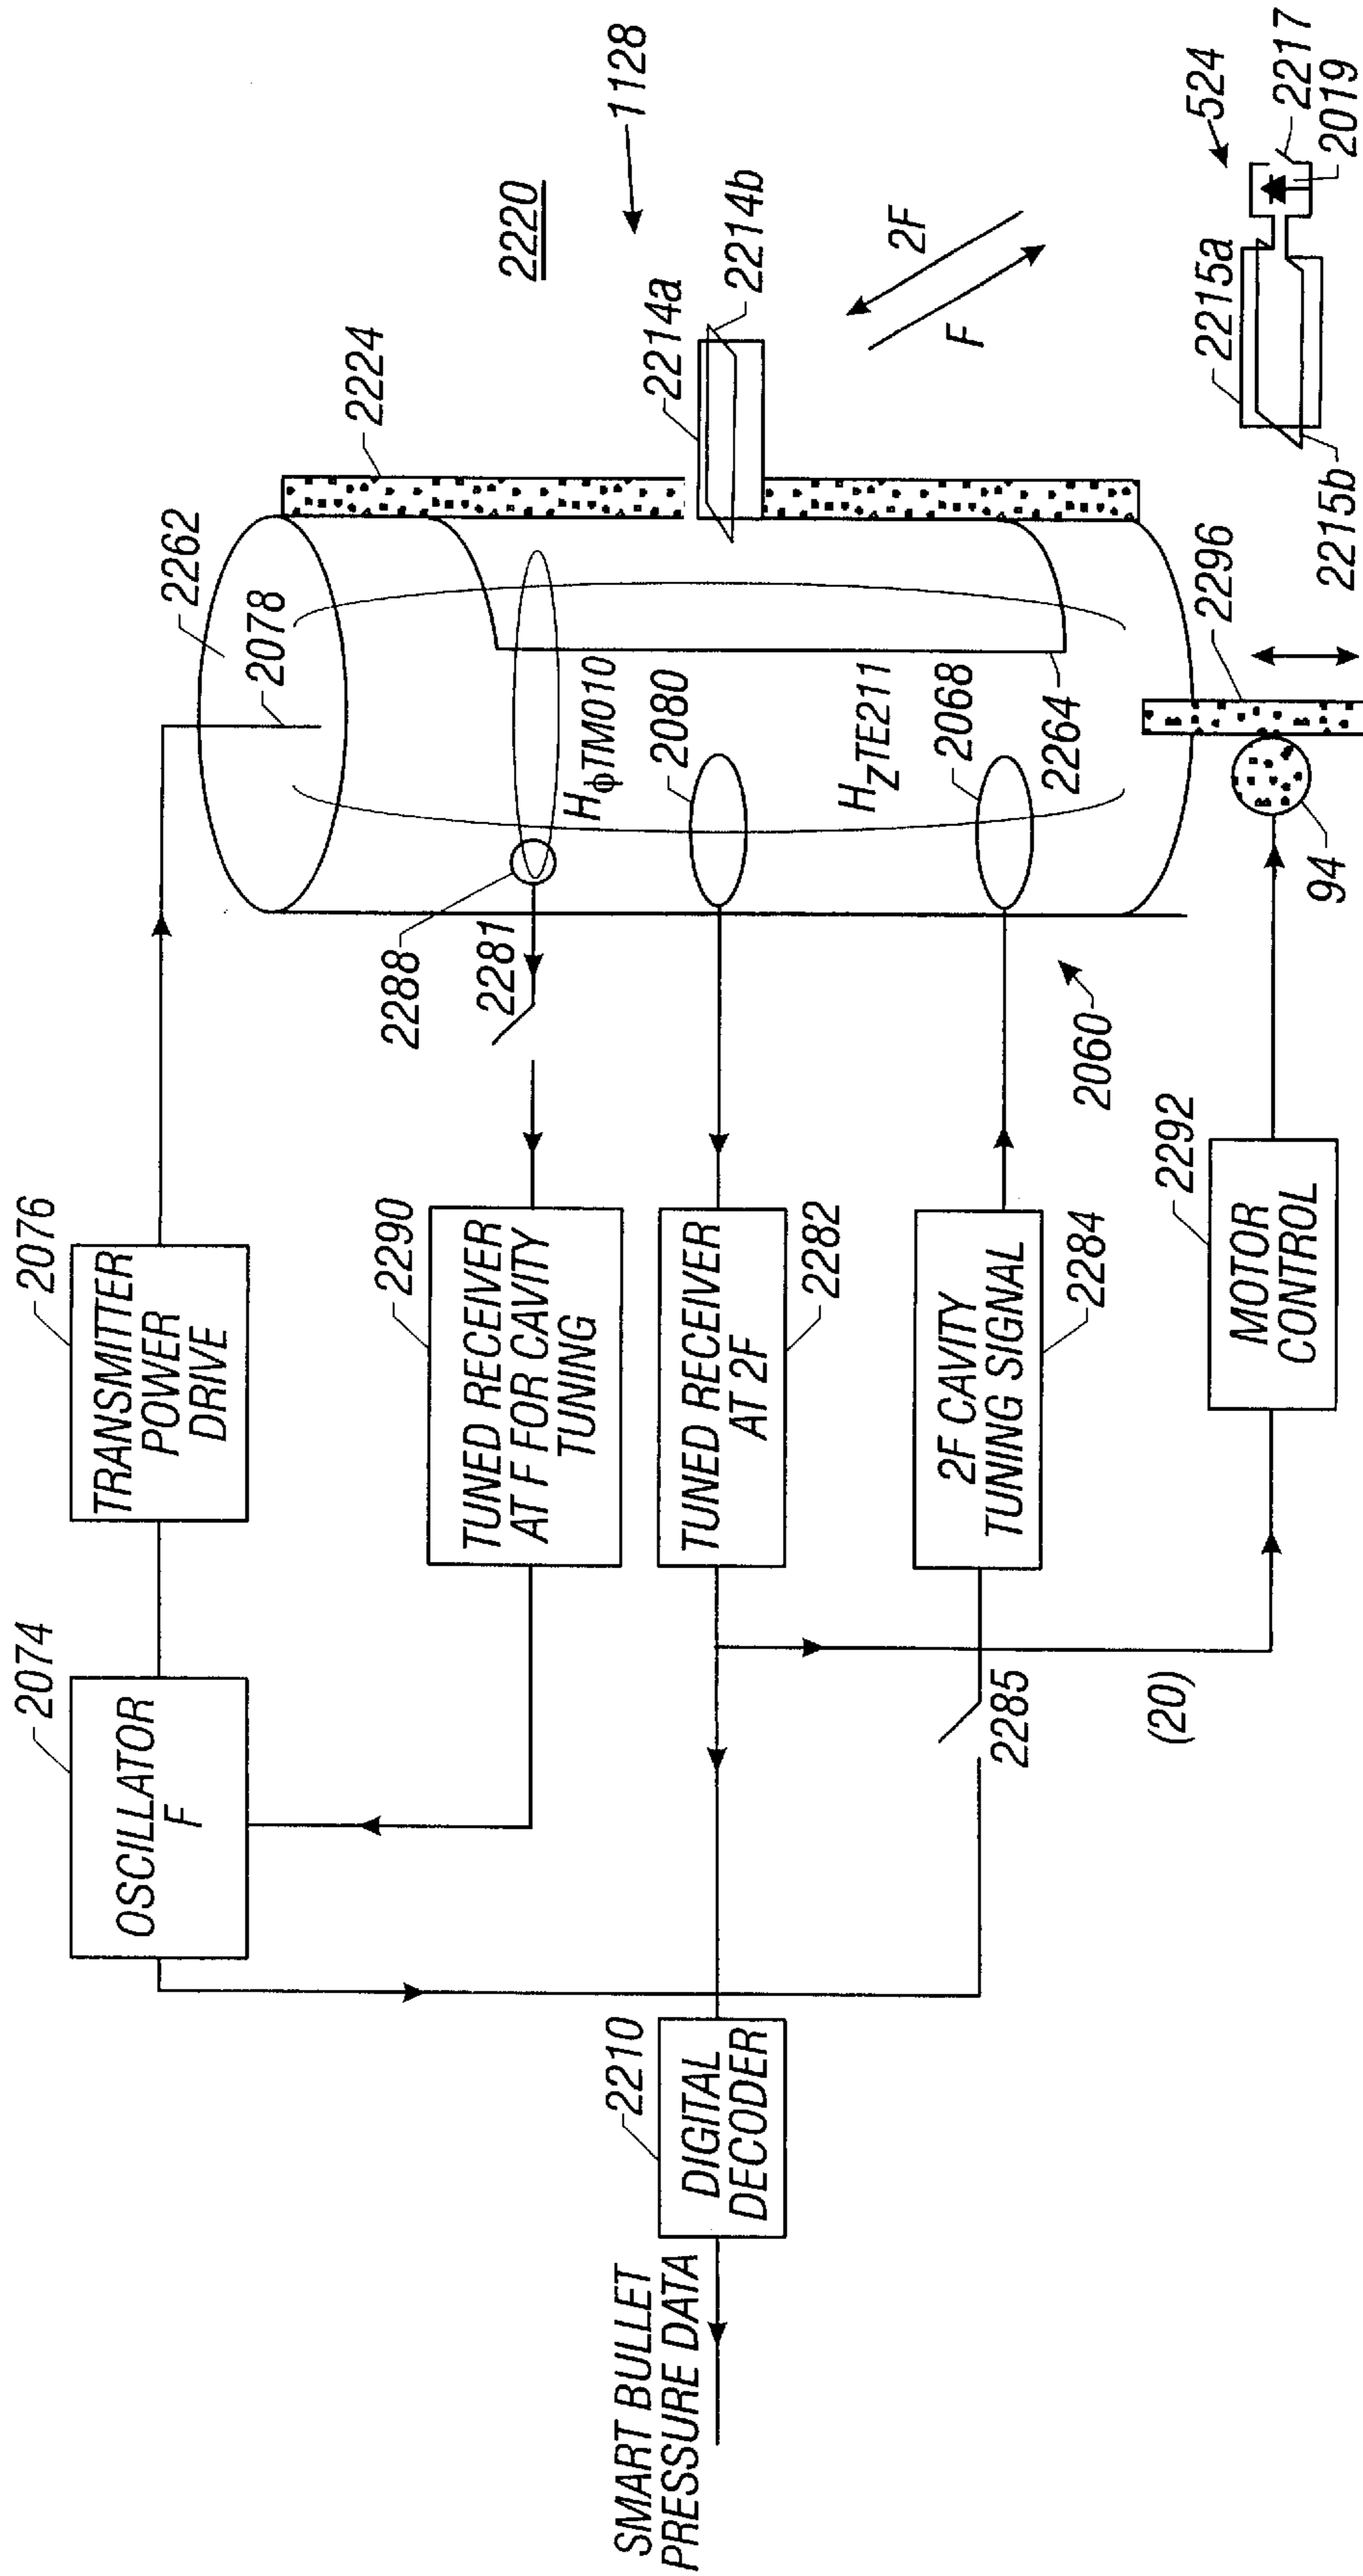 2220
1128
524
2262
2078
2224
2214a
2214b
2F
F
2215a
2217
2019
2215b
2296
94
2264
2068
2080
HϕTM010
HZTE211
2288
2281
2060
2076
TRANSMITTER
POWER
DRIVE
2290
TUNED RECEIVER
AT F FOR CAVITY
TUNING
2282
TUNED RECEIVER
AT 2F
2284
2F CAVITY
TUNING SIGNAL
2292
MOTOR
CONTROL
2074
OSCILLATOR
F
2285
(20)
2210
DIGITAL
DECODER
SMART BULLET
PRESSURE DATA